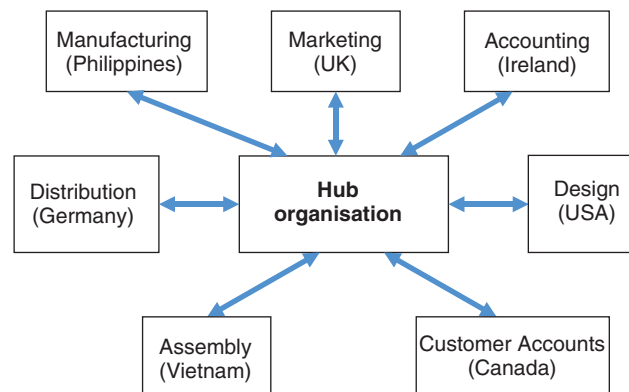 Manufacturing
(Philippines)
Marketing
(UK)
Accounting
(Ireland)
Distribution
(Germany)
Hub
organisation
Design
(USA)
Assembly
(Vietnam)
Customer Accounts
(Canada)